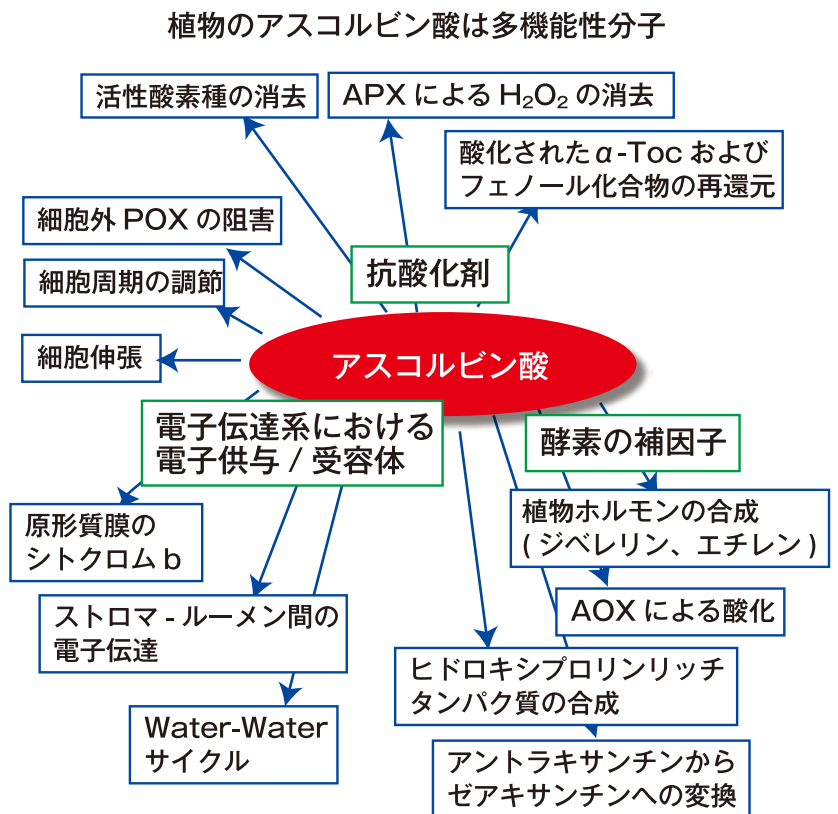 植物のアスコルビン酸は多機能性分子
活性酸素種の消去
APX による H₂O₂ の消去
酸化された α-Toc および
フェノール化合物の再還元
細胞外 POX の阻害
抗酸化剤
細胞周期の調節
細胞伸張
アスコルビン酸
電子伝達系における
電子供与 / 受容体
酵素の補因子
原形質膜の
シトクロム b
植物ホルモンの合成
( ジベレリン、エチレン )
ストロマ - ルーメン間の
電子伝達
AOX による酸化
ヒドロキシプロリンリッチ
タンパク質の合成
Water-Water
サイクル
アントラキサンチンから
ゼアキサンチンへの変換